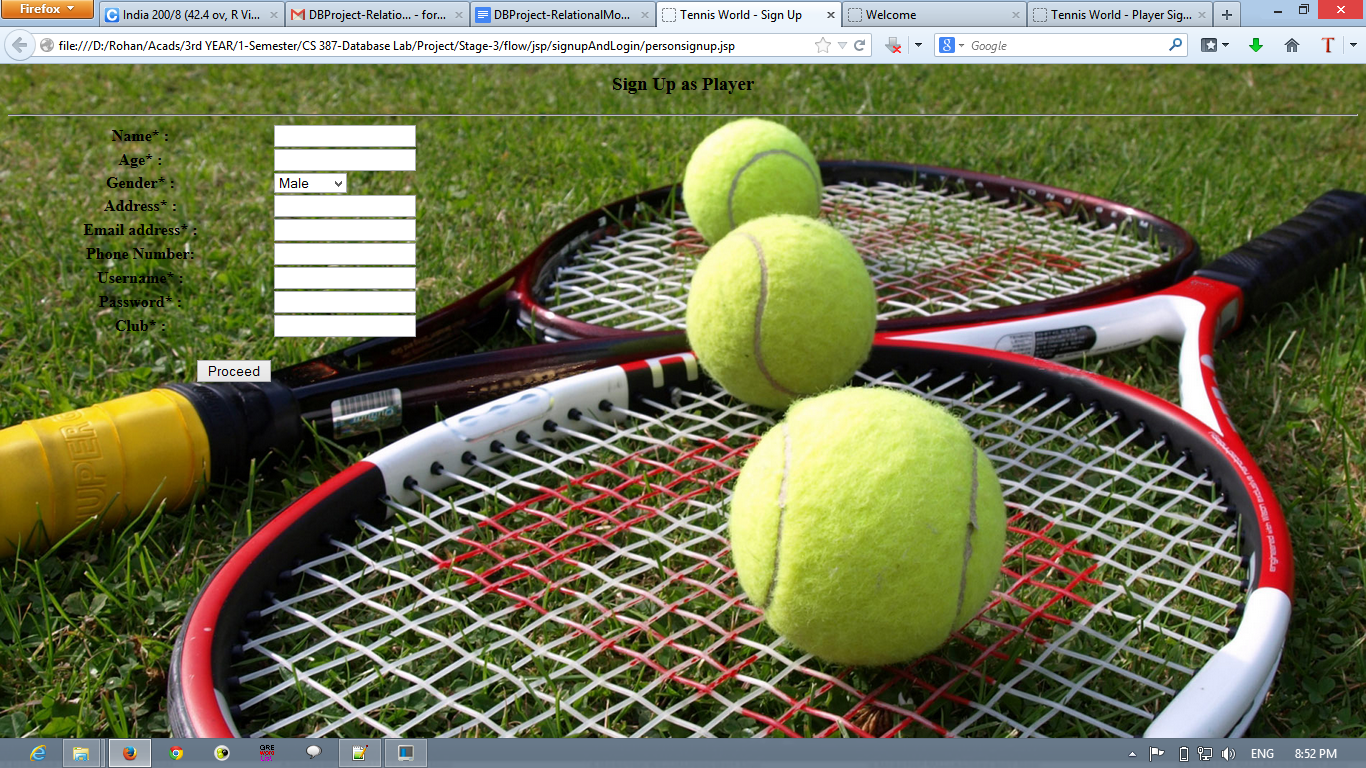 Firefox
India 200/8 (42.4 ov, R Vi...
DBProject-Relatio... - for...
DBProject-RelationalMo...
Tennis World - Sign Up
Welcome
Tennis World - Player Sig...
file:///D:/Rohan/Acads/3rd YEAR/1-Semester/CS 387-Database Lab/Project/Stage-3/flow/jsp/signupAndLogin/personsignup.jsp
Google
Sign Up as Player
Name* :
Age* :
Gender* : Male
Address* :
Email address* :
Phone Number:
Username* :
Password* :
Club* :
Proceed
ENG 8:52 PM